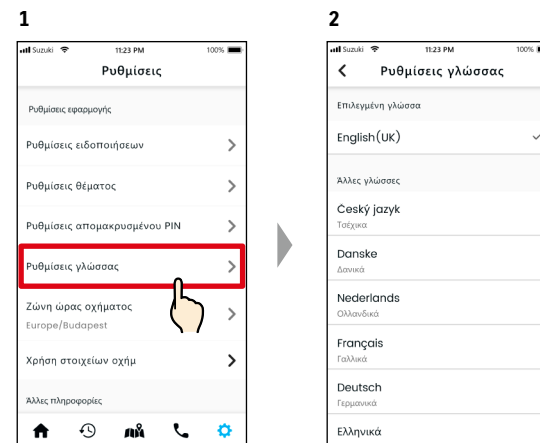 1
Suzuki 11:23 PM 100%
Ρυθμίσεις
Ρυθμίσεις εφαρμογής
Ρυθμίσεις ειδοποιήσεων
Ρυθμίσεις θέματος
Ρυθμίσεις απομακρυσμένου PIN
Ρυθμίσεις γλώσσας
Ζώνη ώρας οχήματος
Europe/Budapest
Χρήση στοιχείων οχήμ
Άλλες πληροφορίες
2
Suzuki 11:23 PM 100%
Ρυθμίσεις γλώσσας
Επιλεγμένη γλώσσα
English(UK)
Άλλες γλώσσες
Český jazyk
Τσέχικα
Danske
Δανικά
Nederlands
Ολλανδικά
Français
Γαλλικά
Deutsch
Γερμανικά
Ελληνικά